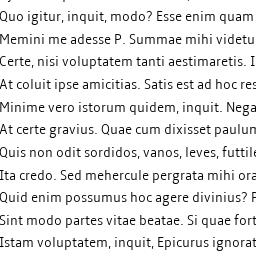 Quo igitur, inquit, modo? Esse enim quam
Memini me adesse P. Summae mihi videtu
Certe, nisi voluptatem tanti aestimaretis. I
At coluit ipse amicitias. Satis est ad hoc res
Minime vero istorum quidem, inquit. Nega
At certe gravius. Quae cum dixisset paulum
Quis non odit sordidos, vanos, leves, futtile
Ita credo. Sed mehercule pergrata mihi ora
Quid enim possumus hoc agere divinius? P
Sint modo partes vitae beatae. Si quae fort
Istam voluptatem, inquit, Epicurus ignorat